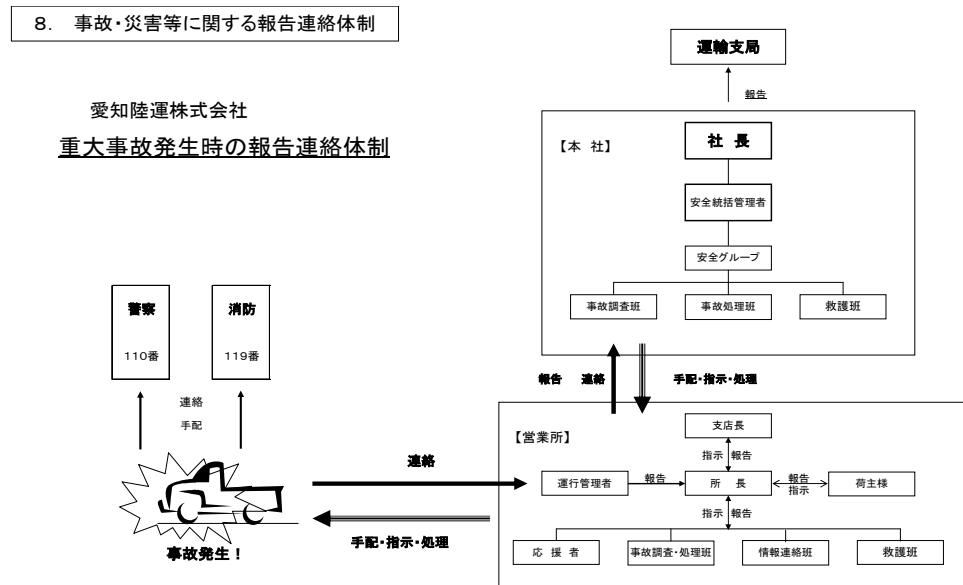 8. 事故・災害等に関する報告連絡体制
愛知陸運株式会社
重大事故発生時の報告連絡体制
運輸支局
報告
【本 社】
社 長
安全統括管理者
安全グループ
事故調査班
事故処理班
救護班
警察
110番
消防
119番
連絡
手配
事故発生！
連絡
手配・指示・処理
報告 連絡
手配・指示・処理
【営業所】
支店長
指示 報告
運行管理者
報告
所 長
報告
指示
荷主様
指示 報告
応 援 者
事故調査・処理班
情報連絡班
救護班